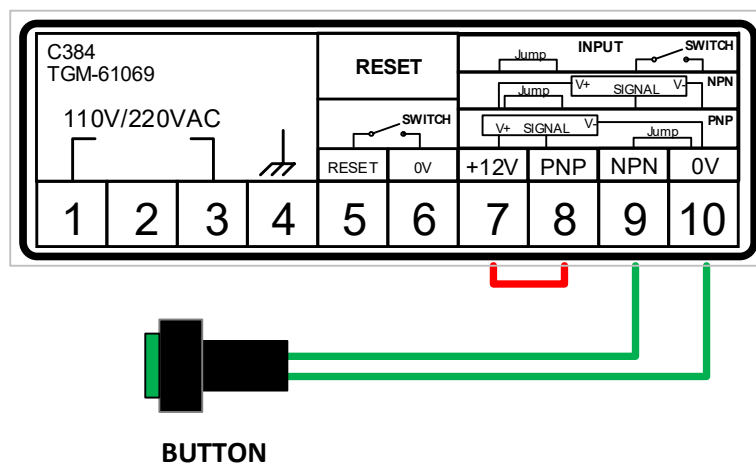 C384
TGM-61069
110V/220VAC
RESET
SWITCH
RESET 0V
Jump INPUT SWITCH
Jump V+ SIGNAL V- NPN
V+ SIGNAL V- Jump PNP
+12V PNP NPN 0V
1 2 3 4 5 6 7 8 9 10
BUTTON